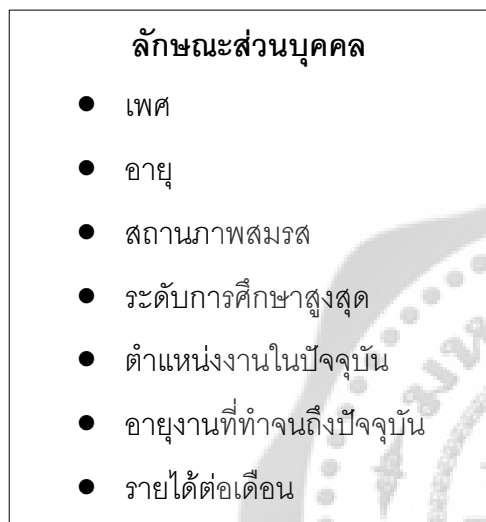 ลักษณะส่วนบุคคล
● เพศ
● อายุ
● สถานภาพสมรส
● ระดับการศึกษาสูงสุด
● ตำแหน่งงานในปัจจุบัน
● อายุงานที่ทำจนถึงปัจจุบัน
● รายได้ต่อเดือน